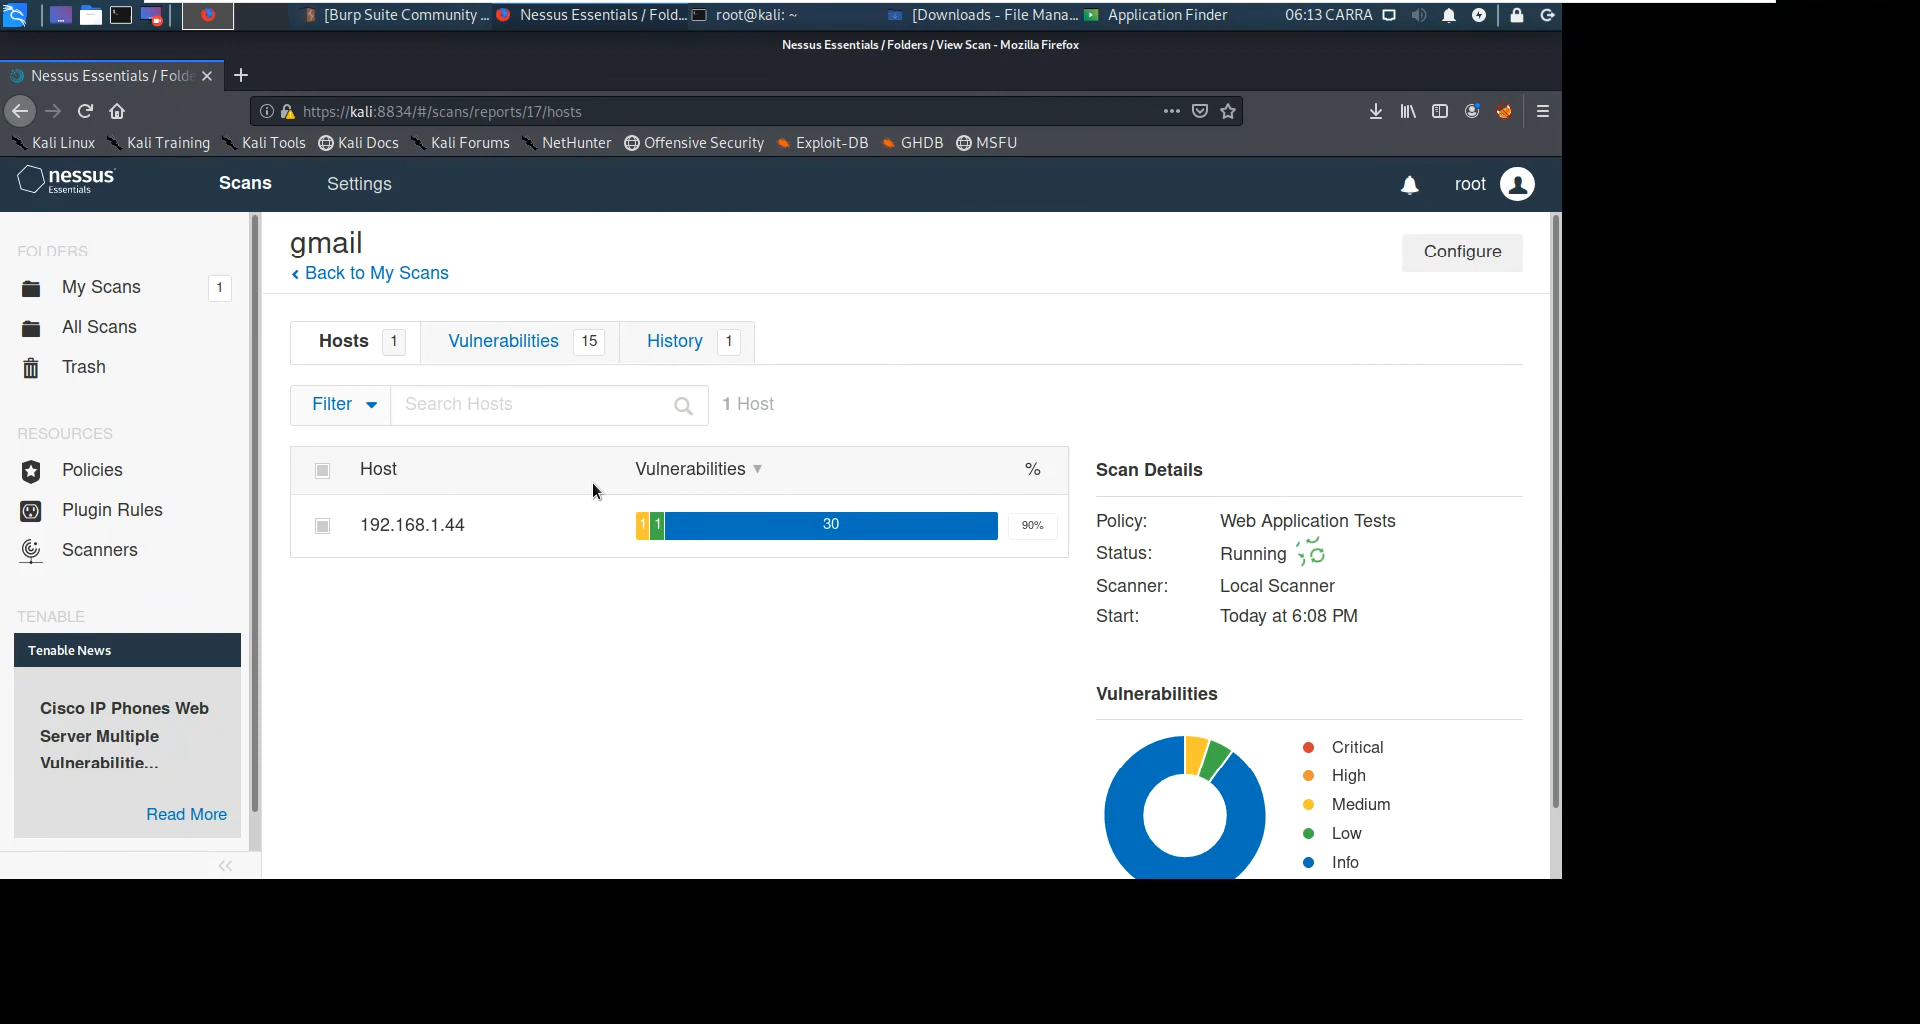 [Burp Suite Community ... Nessus Essentials / Fold... root@kali: ~ [Downloads - File Mana... Application Finder 06:13 CARRA
Nessus Essentials / Folders / View Scan - Mozilla Firefox
Nessus Essentials / Folde
https://kali:8834/#/scans/reports/17/hosts
Kali Linux Kali Training Kali Tools Kali Docs Kali Forums NetHunter Offensive Security Exploit-DB GHDB MSFU
nessus Essentials
Scans Settings root
FOLDERS
My Scans 1
All Scans
Trash
RESOURCES
Policies
Plugin Rules
Scanners
TENABLE
Tenable News
Cisco IP Phones Web
Server Multiple
Vulnerabilitie...
Read More
gmail
Back to My Scans
Configure
Hosts 1 Vulnerabilities 15 History 1
Filter Search Hosts 1 Host
Host Vulnerabilities %
192.168.1.44 1 1 30 90%
Scan Details
Policy: Web Application Tests
Status: Running
Scanner: Local Scanner
Start: Today at 6:08 PM
Vulnerabilities
Critical
High
Medium
Low
Info